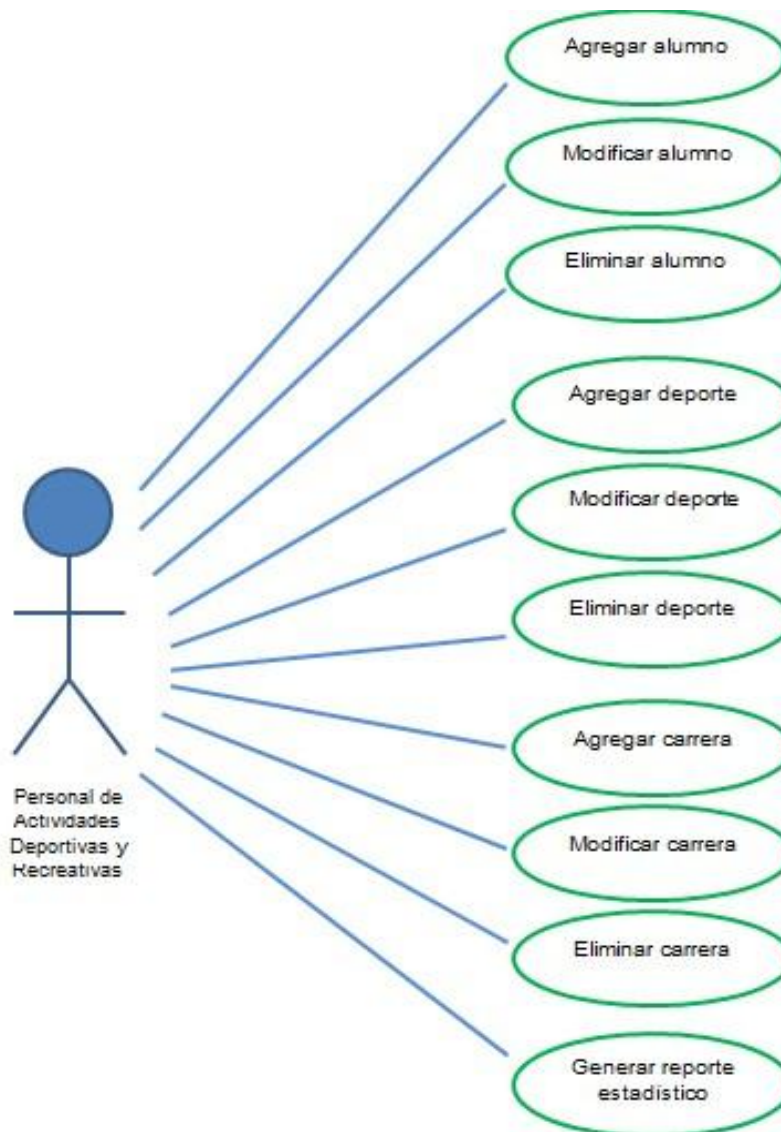 Agregar alumno
Modificar alumno
Eliminar alumno
Agregar deporte
Modificar deporte
Eliminar deporte
Agregar carrera
Modificar carrera
Eliminar carrera
Generar reporte
estadístico
Personal de
Actividades
Deportivas y
Recreativas